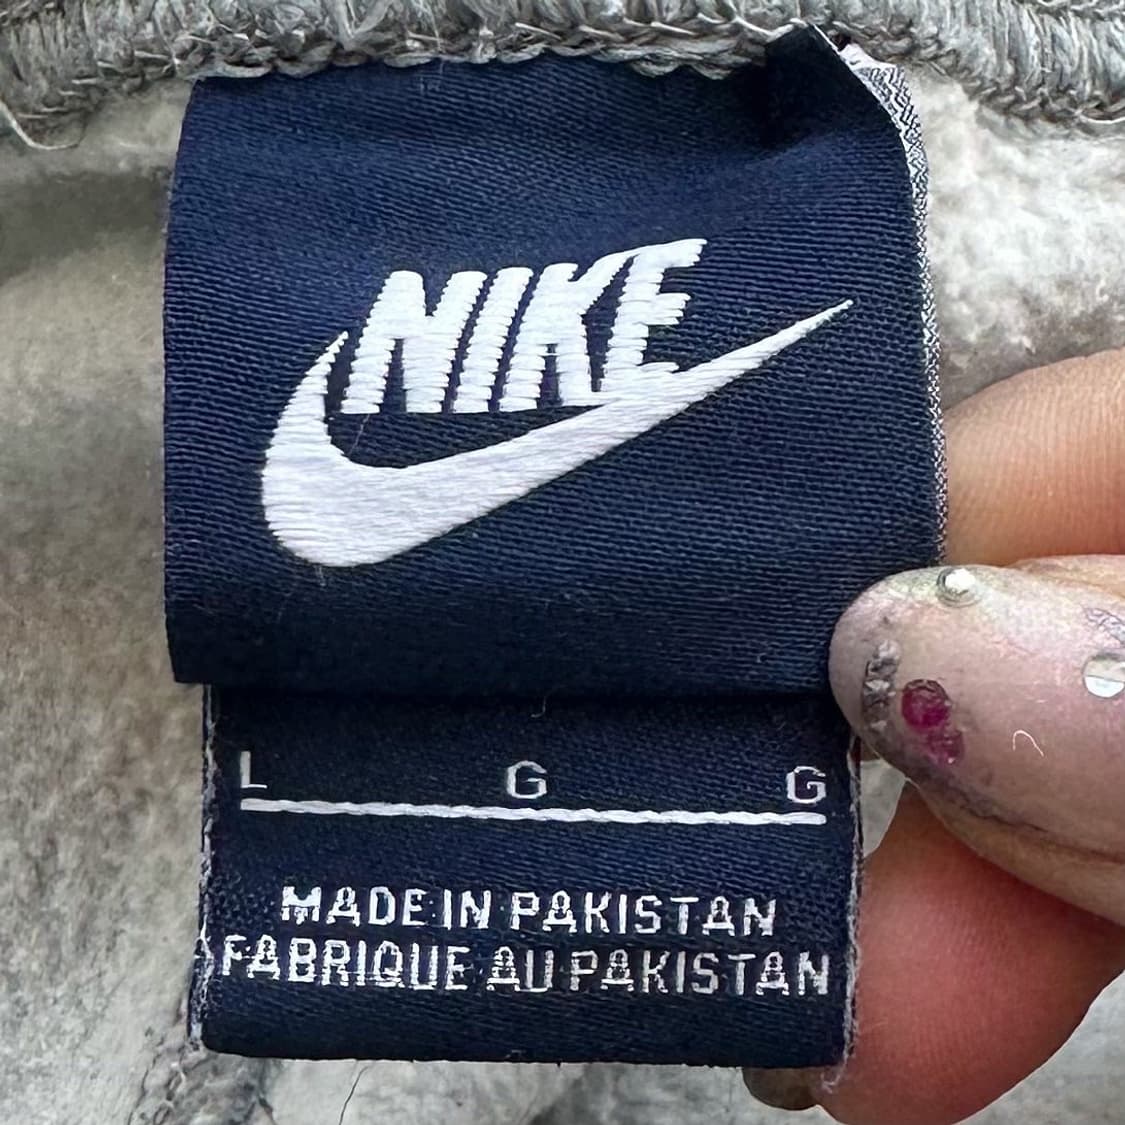 NIKE
L G G
MADE IN PAKISTAN
FABRIQUE AU PAKISTAN